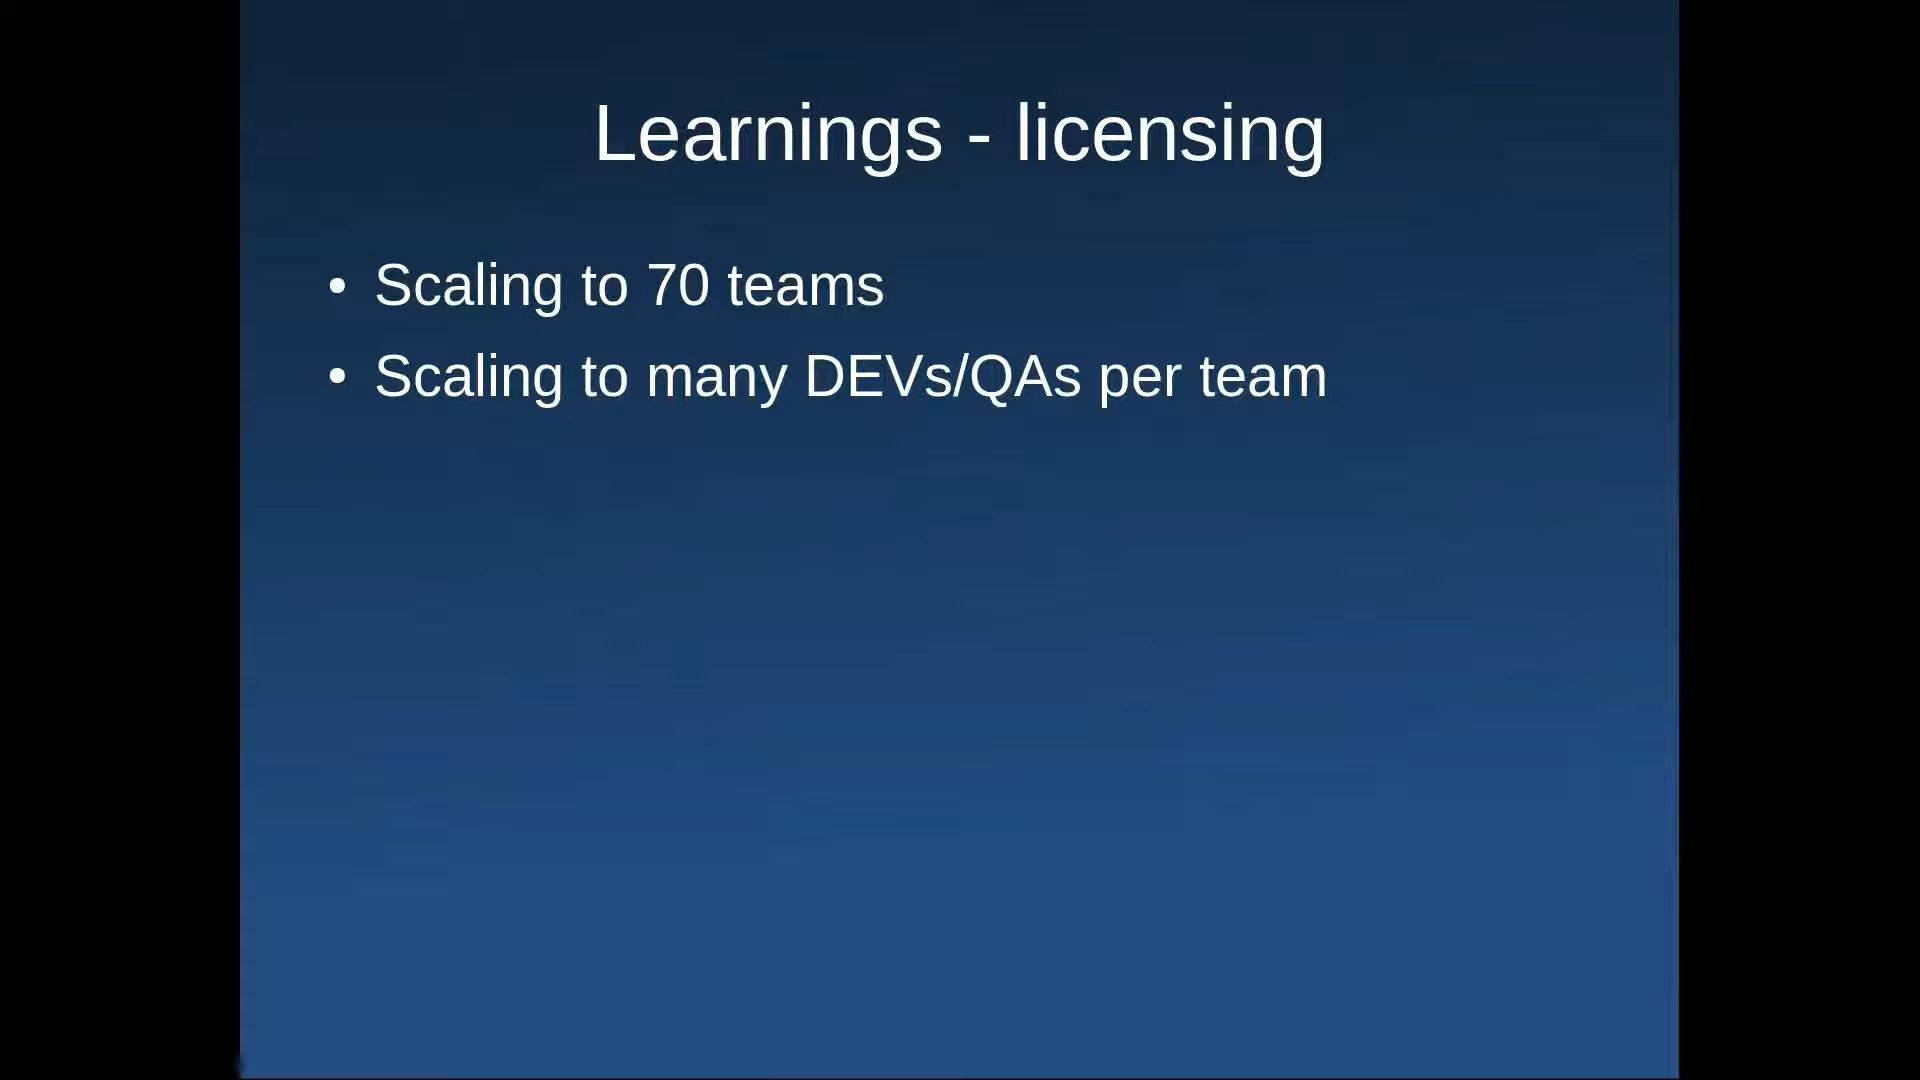 Learnings - licensing
• Scaling to 70 teams
• Scaling to many DEVs/QAs per team